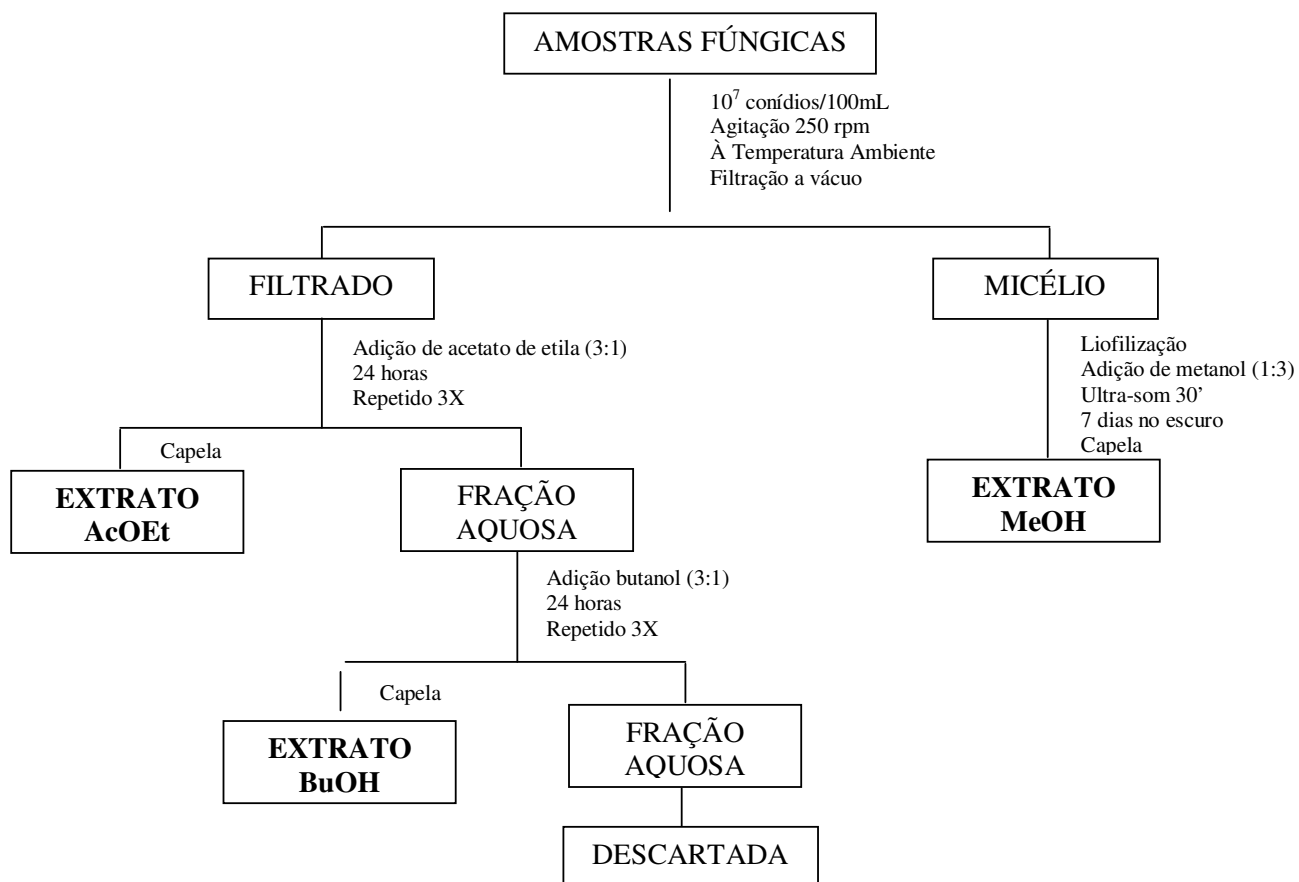 AMOSTRAS FÚNGICAS
10⁷ conídios/100mL
Agitação 250 rpm
À Temperatura Ambiente
Filtração a vácuo
FILTRADO
MICÉLIO
Adição de acetato de etila (3:1)
24 horas
Repetido 3X
Liofilização
Adição de metanol (1:3)
Ultra-som 30’
7 dias no escuro
Capela
Capela
EXTRATO
AcOEt
FRAÇÃO
AQUOSA
EXTRATO
MeOH
Adição butanol (3:1)
24 horas
Repetido 3X
Capela
EXTRATO
BuOH
FRAÇÃO
AQUOSA
DESCARTADA